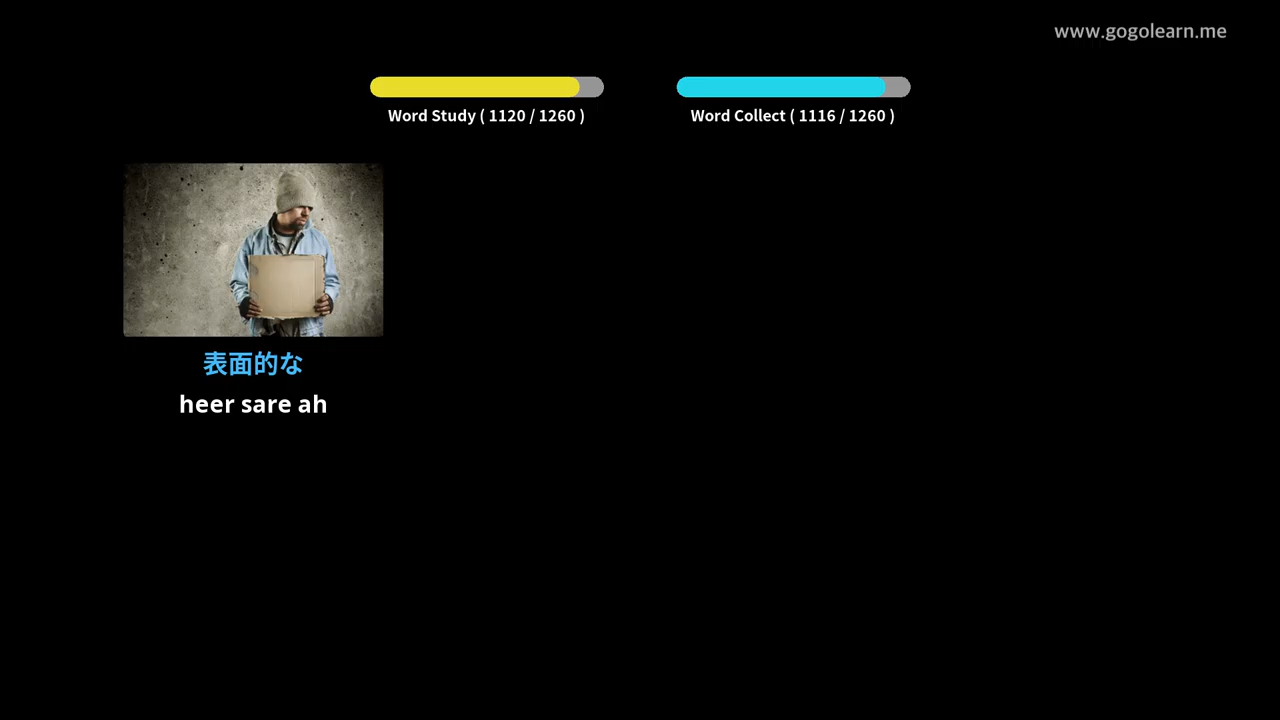 www.gogolearn.me
Word Study ( 1120 / 1260 )
Word Collect ( 1116 / 1260 )
表面的な
heer sare ah